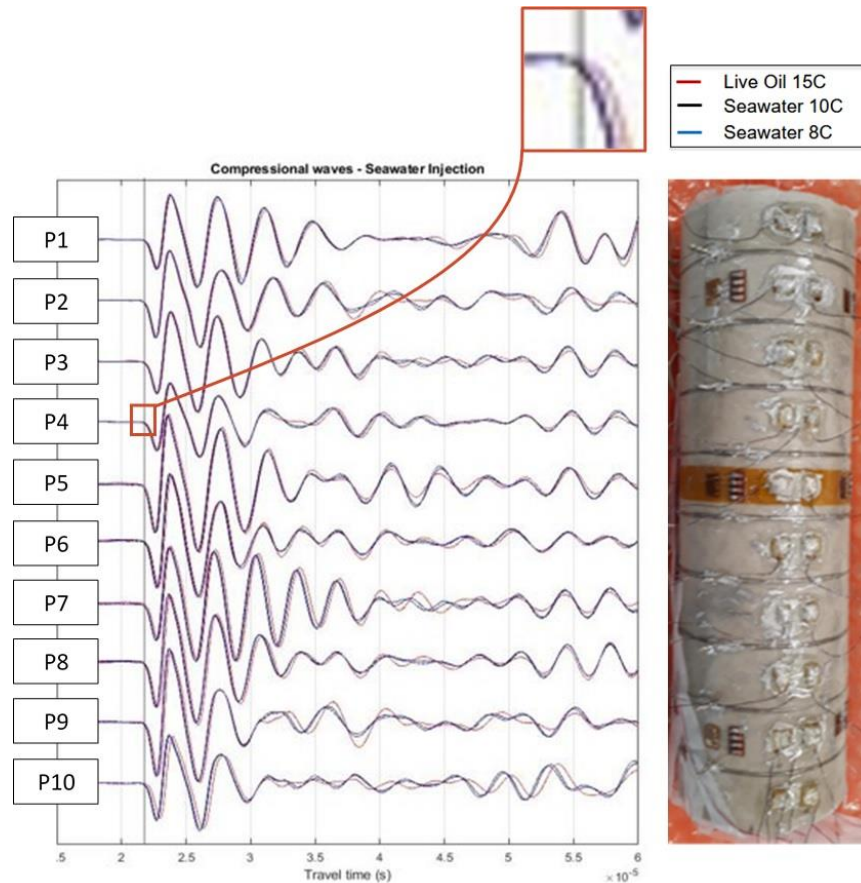 Live Oil 15C
Seawater 10C
Seawater 8C
Compressional waves - Seawater Injection
P1
P2
P3
P4
P5
P6
P7
P8
P9
P10
.5 2 2.5 3 3.5 4 4.5 5 5.5 6
Travel time (s)
×10⁻⁵